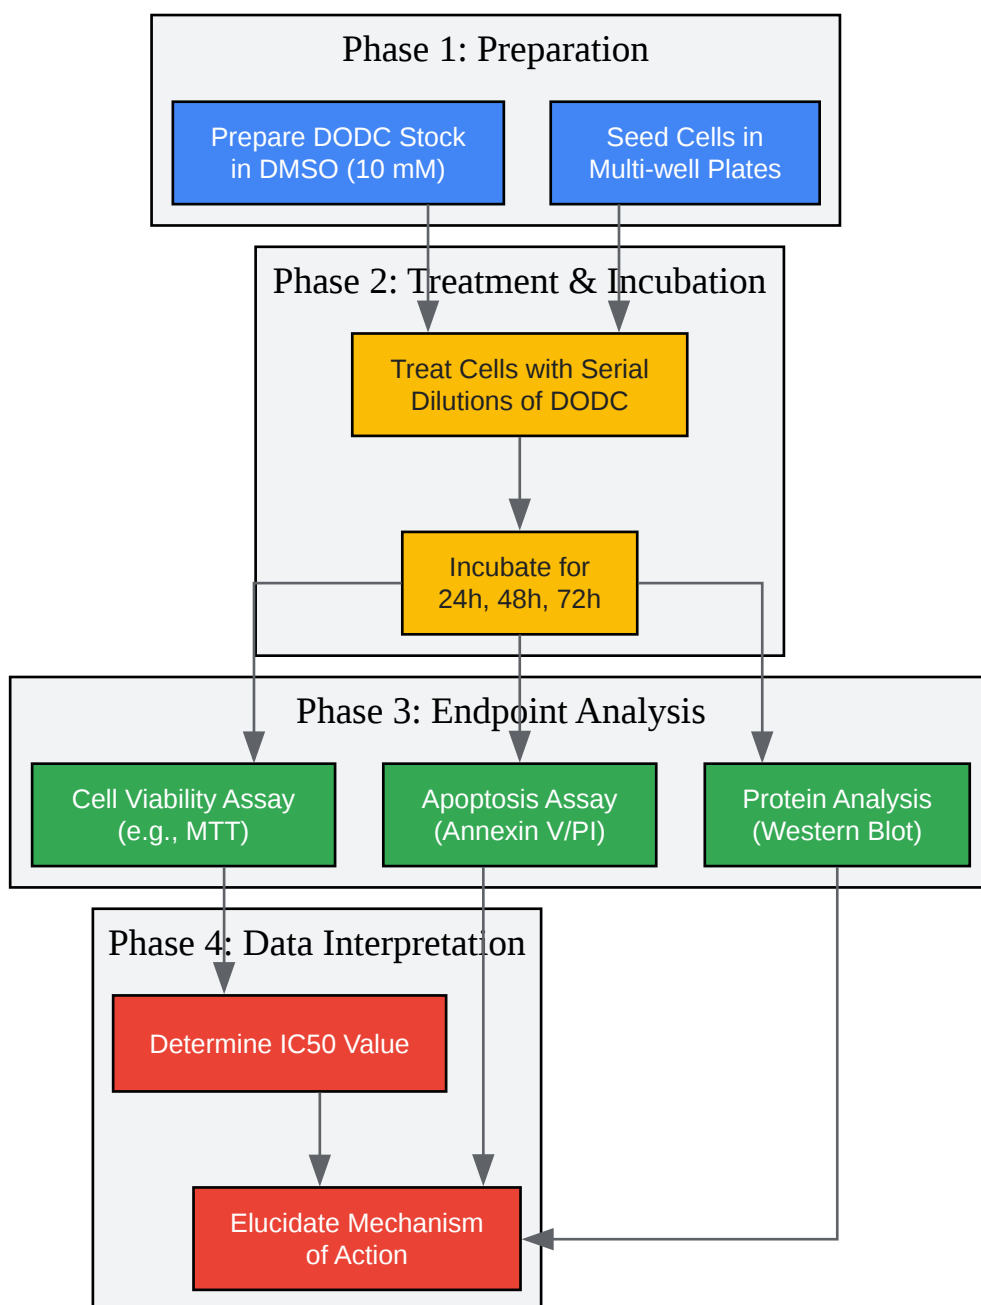 Phase 1: Preparation
Prepare DODC Stock
in DMSO (10 mM)
Seed Cells in
Multi-well Plates
Phase 2: Treatment & Incubation
Treat Cells with Serial
Dilutions of DODC
Incubate for
24h, 48h, 72h
Phase 3: Endpoint Analysis
Cell Viability Assay
(e.g., MTT)
Apoptosis Assay
(Annexin V/PI)
Protein Analysis
(Western Blot)
Phase 4: Data Interpretation
Determine IC50 Value
Elucidate Mechanism
of Action